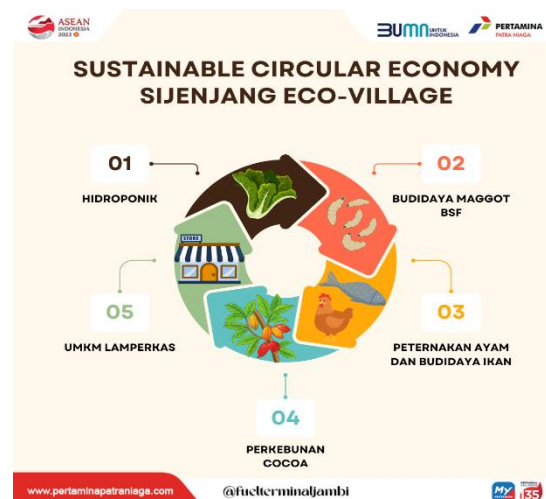 ASEAN
INDONESIA
2023
BUMN UNTUK INDONESIA
PERTAMINA
PATRA NIAGA
SUSTAINABLE CIRCULAR ECONOMY
SIJENJANG ECO-VILLAGE
01
HIDROPONIK
02
BUDIDAYA MAGGOT
BSF
STORE
05
UMKM LAMPERKAS
03
PETERNAKAN AYAM
DAN BUDIDAYA IKAN
04
PERKEBUNAN
COCOA
www.pertaminapatraniaga.com
@fuelterminaljambi
MY
135